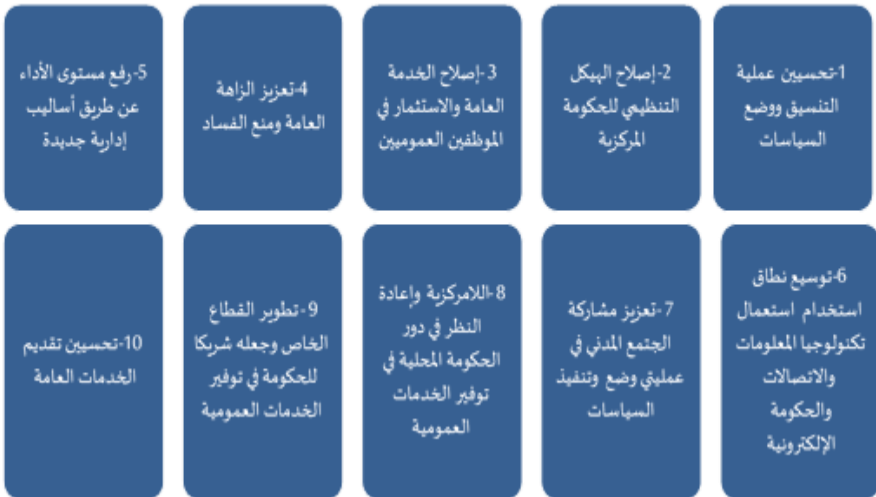 1-تحسيين عملية
التنسيق ووضع
السياسات
2-إصلاح الهيكل
التنظيمي للحكومة
المركزية
3-إصلاح الخدمة
العامة والاستثمار في
الموظفين العموميين
4-تعزيز الزاهة
العامة ومنع الفساد
5-رفع مستوى الأداء
عن طريق أساليب
إدارية جديدة
6-توسيع نطاق
استخدام استعمال
تكنولوجيا المعلومات
والاتصالات
والحكومة
الإلكترونية
7-تعزيز مشاركة
الجتمع المدني في
عمليتي وضع وتنفيذ
السياسات
8-اللامركزية وإعادة
النظر في دور
الحكومة المحلية في
توفير الخدمات
العمومية
9-تطوير القطاع
الخاص وجعله شريكا
للحكومة في توفير
الخدمات العمومية
10-تحسيين تقديم
الخدمات العامة